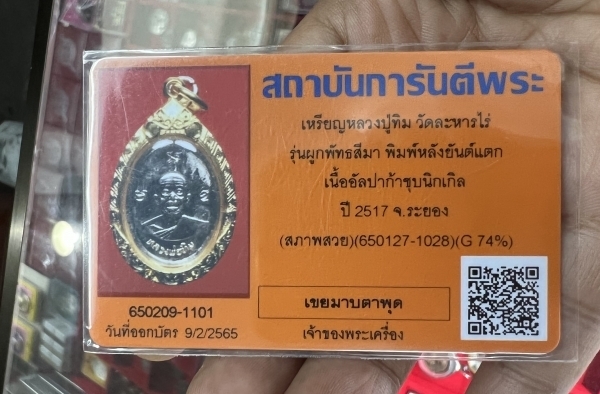 สถาบันการันตีพระ
เหรียญหลวงปู่ทิม วัดละหารไร่
รุ่นผูกพัทธสีมา พิมพ์หลังยันต์แตก
เนื้ออัลปาก้าชุบนิกเกิล
ปี 2517 จ.ระยอง
(สภาพสวย)(650127-1028)(G 74%)
เขยมาบตาพุด
เจ้าของพระเครื่อง
650209-1101
วันที่ออกบัตร 9/2/2565